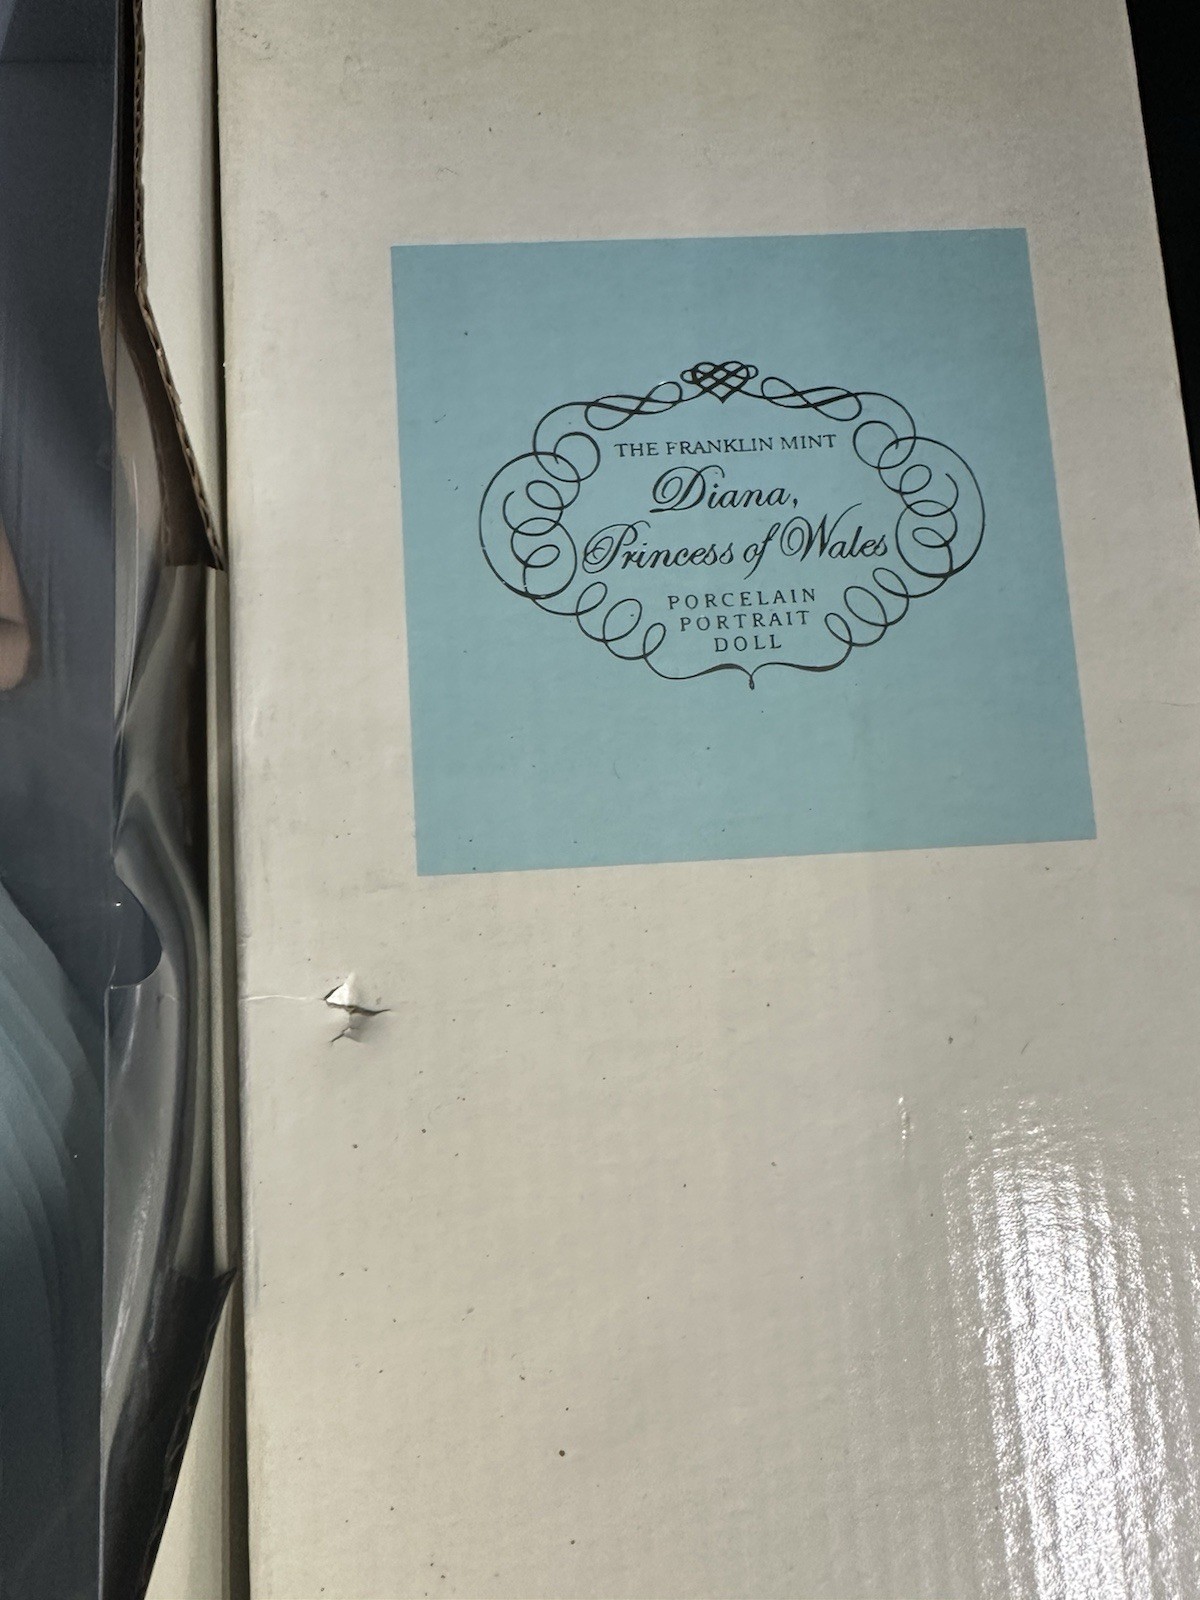 THE FRANKLIN MINT
Diana,
Princess of Wales
PORCELAIN
PORTRAIT
DOLL